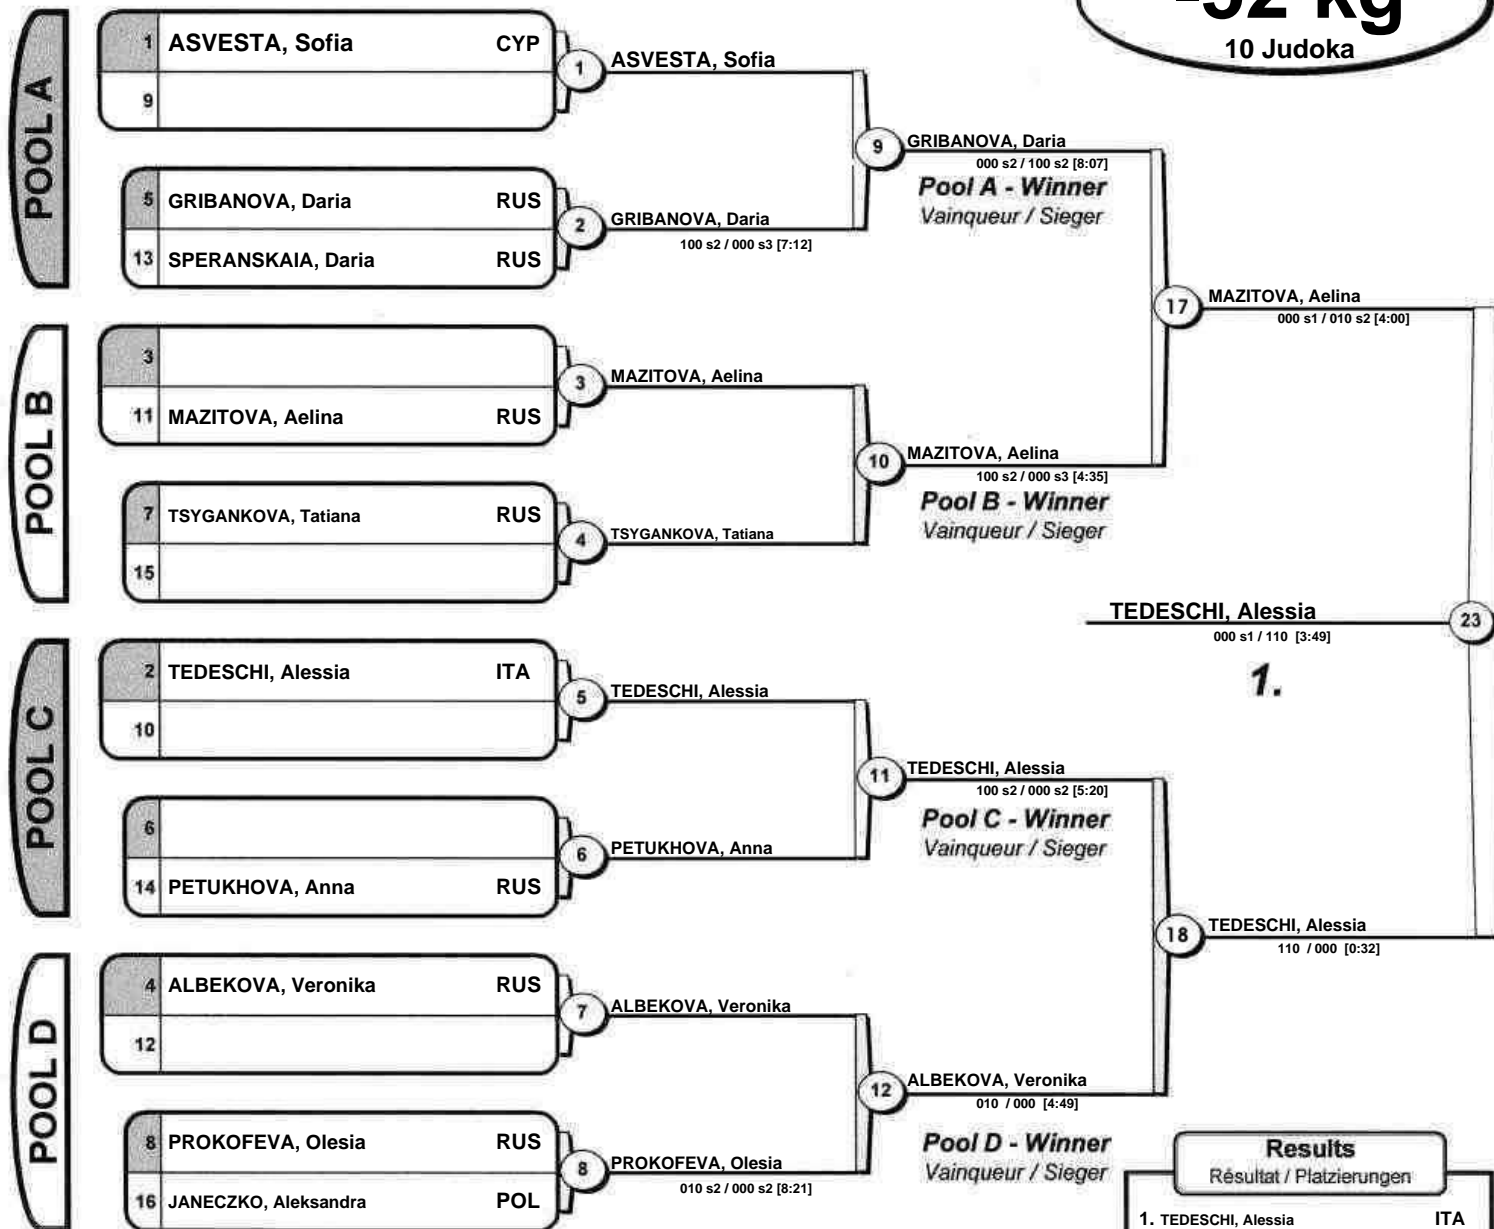 -52 kg
10 Judoka
POOL A
1 ASVESTA, Sofia CYP
9
1 ASVESTA, Sofia
5 GRIBANOVA, Daria RUS
13 SPERANSKAIA, Daria RUS
2 GRIBANOVA, Daria
100 s2 / 000 s3 [7:12]
9 GRIBANOVA, Daria
000 s2 / 100 s2 [8:07]
Pool A - Winner
Vainqueur / Sieger
POOL B
3
11 MAZITOVA, Aelina RUS
3 MAZITOVA, Aelina
7 TSYGANKOVA, Tatiana RUS
15
4 TSYGANKOVA, Tatiana
10 MAZITOVA, Aelina
100 s2 / 000 s3 [4:35]
Pool B - Winner
Vainqueur / Sieger
17 MAZITOVA, Aelina
000 s1 / 010 s2 [4:00]
TEDESCHI, Alessia 23
000 s1 / 110 [3:49]
1.
POOL C
2 TEDESCHI, Alessia ITA
10
5 TEDESCHI, Alessia
6
14 PETUKHOVA, Anna RUS
6 PETUKHOVA, Anna
11 TEDESCHI, Alessia
100 s2 / 000 s2 [5:20]
Pool C - Winner
Vainqueur / Sieger
18 TEDESCHI, Alessia
110 / 000 [0:32]
POOL D
4 ALBEKOVA, Veronika RUS
12
7 ALBEKOVA, Veronika
8 PROKOFEVA, Olesia RUS
16 JANECZKO, Aleksandra POL
8 PROKOFEVA, Olesia
010 s2 / 000 s2 [8:21]
12 ALBEKOVA, Veronika
010 / 000 [4:49]
Pool D - Winner
Vainqueur / Sieger
Results
Résultat / Platzierungen
1. TEDESCHI, Alessia ITA